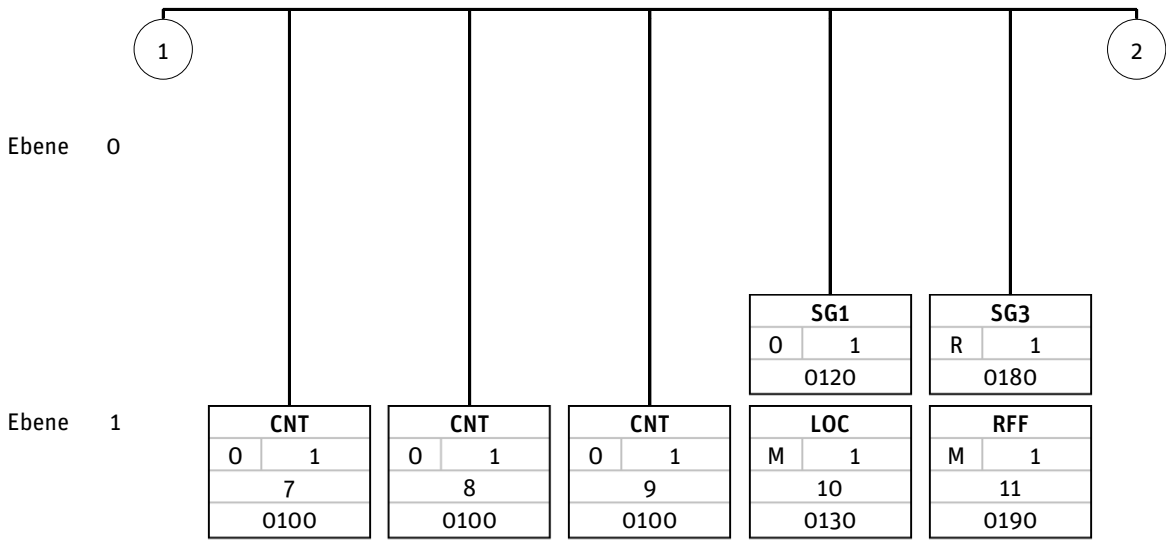 1 2
Ebene 0
SG1 SG3
O 1 R 1
0120 0180
Ebene 1 CNT CNT CNT LOC RFF
O 1 O 1 O 1 M 1 M 1
7 8 9 10 11
0100 0100 0100 0130 0190